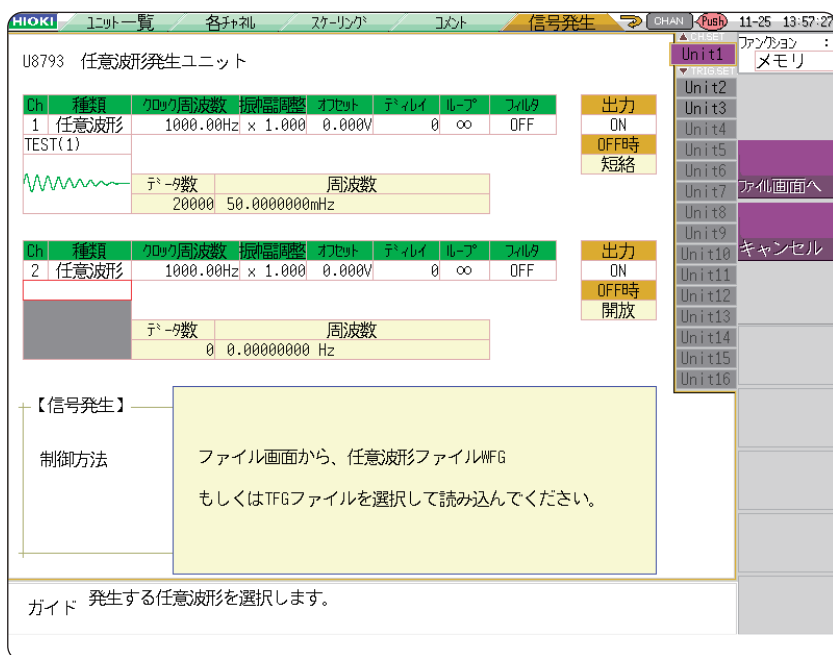 HIOKI ﾕﾆｯﾄ一覧 各ﾁｬﾈﾙ ｽｹｰﾘﾝｸﾞ ｺﾒﾝﾄ 信号発生 CHAN Push 11-25 13:57:27
▲ CH.SET ﾌｧﾝｸｼｮﾝ :
Unit1 メモリ
▼ TRIG.SET
U8793 任意波形発生ユニット
Ch 種類 ｸﾛｯｸ周波数 振幅調整 ｵﾌｾｯﾄ ﾃﾞｨﾚｲ ﾙｰﾌﾟ ﾌｨﾙﾀ 出力
1 任意波形 1000.00Hz x 1.000 0.000V 0 ∞ OFF ON
TEST(1) OFF時
短絡
ﾃﾞｰﾀ数 周波数
20000 50.0000000mHz
Ch 種類 ｸﾛｯｸ周波数 振幅調整 ｵﾌｾｯﾄ ﾃﾞｨﾚｲ ﾙｰﾌﾟ ﾌｨﾙﾀ 出力
2 任意波形 1000.00Hz x 1.000 0.000V 0 ∞ OFF ON
OFF時
開放
ﾃﾞｰﾀ数 周波数
0 0.00000000 Hz
Unit2
Unit3
Unit4
Unit5
Unit6
Unit7
Unit8
Unit9
Unit10
Unit11
Unit12
Unit13
Unit14
Unit15
Unit16
ﾌｧｲﾙ画面へ
キャンセル
【信号発生】
制御方法
ファイル画面から、任意波形ファイルWFG
もしくはTFGファイルを選択して読み込んでください。
ガイド 発生する任意波形を選択します。